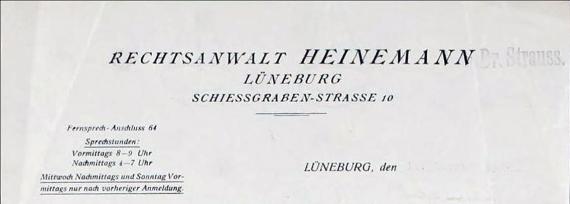 RECHTSANWALT HEINEMANN Dr. Strauss.
LÜNEBURG
SCHIESSGRABEN-STRASSE 10
Fernsprech-Anschluss 64
Sprechstunden:
Vormittags 8-9 Uhr
Nachmittags 4-7 Uhr
Mittwoch Nachmittags und Sonntag Vor-
mittags nur nach vorheriger Anmeldung.
LÜNEBURG, den